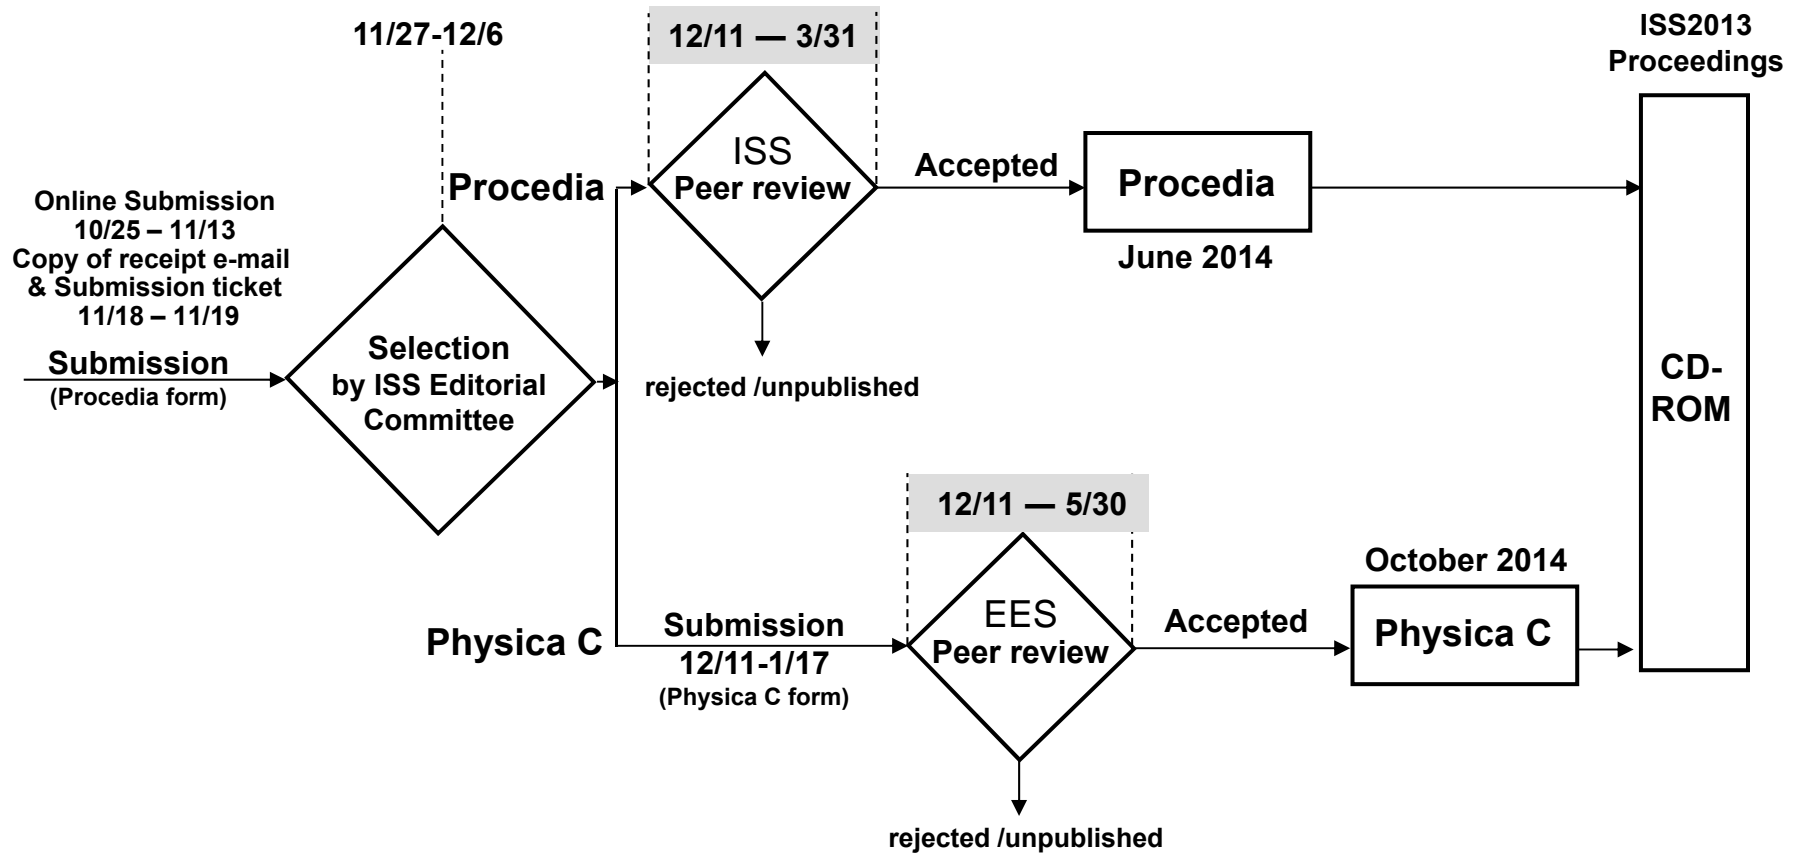 11/27-12/6
12/11 — 3/31
ISS2013
Proceedings
Online Submission
10/25 – 11/13
Copy of receipt e-mail
& Submission ticket
11/18 – 11/19
Submission
(Procedia form)
Selection
by ISS Editorial
Committee
Procedia
ISS
Peer review
Accepted
Procedia
June 2014
rejected /unpublished
CD-
ROM
Physica C
Submission
12/11-1/17
(Physica C form)
12/11 — 5/30
EES
Peer review
Accepted
October 2014
Physica C
rejected /unpublished